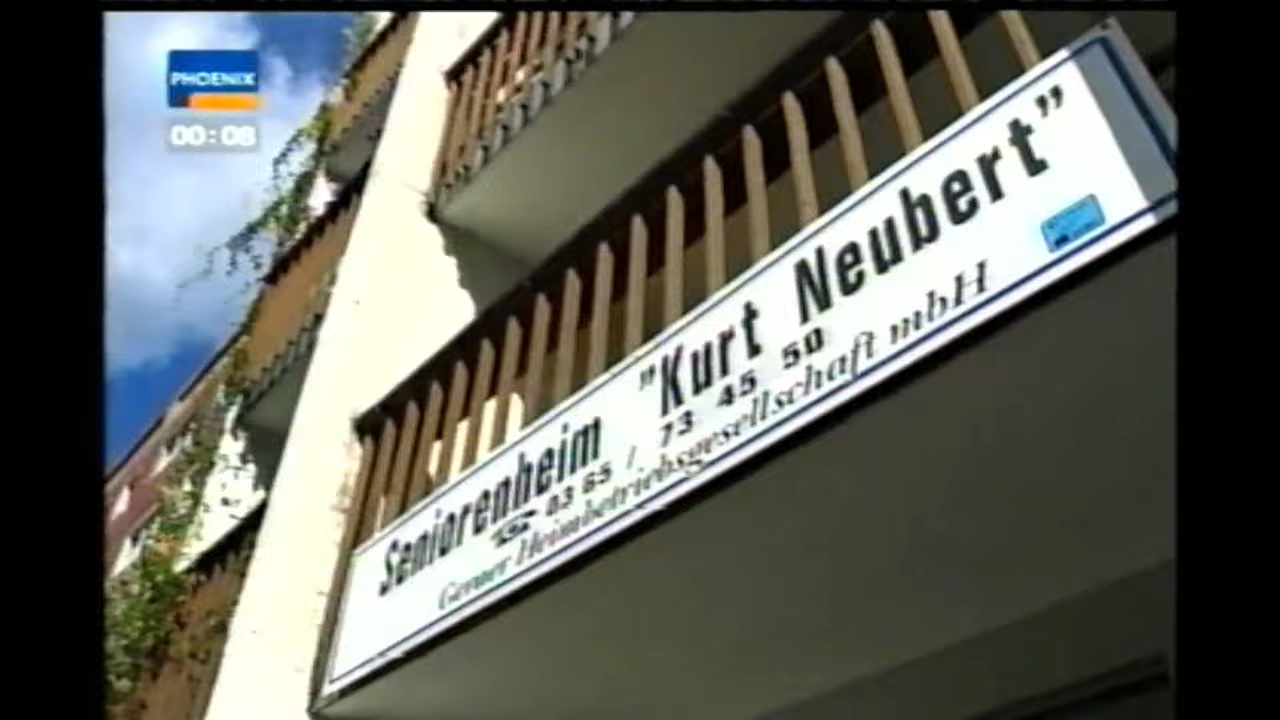 PHOENIX
00:08
Seniorenheim "Kurt Neubert"
☎ 03 65 / 73 45 50
Geraer Heimbetriebsgesellschaft mbH